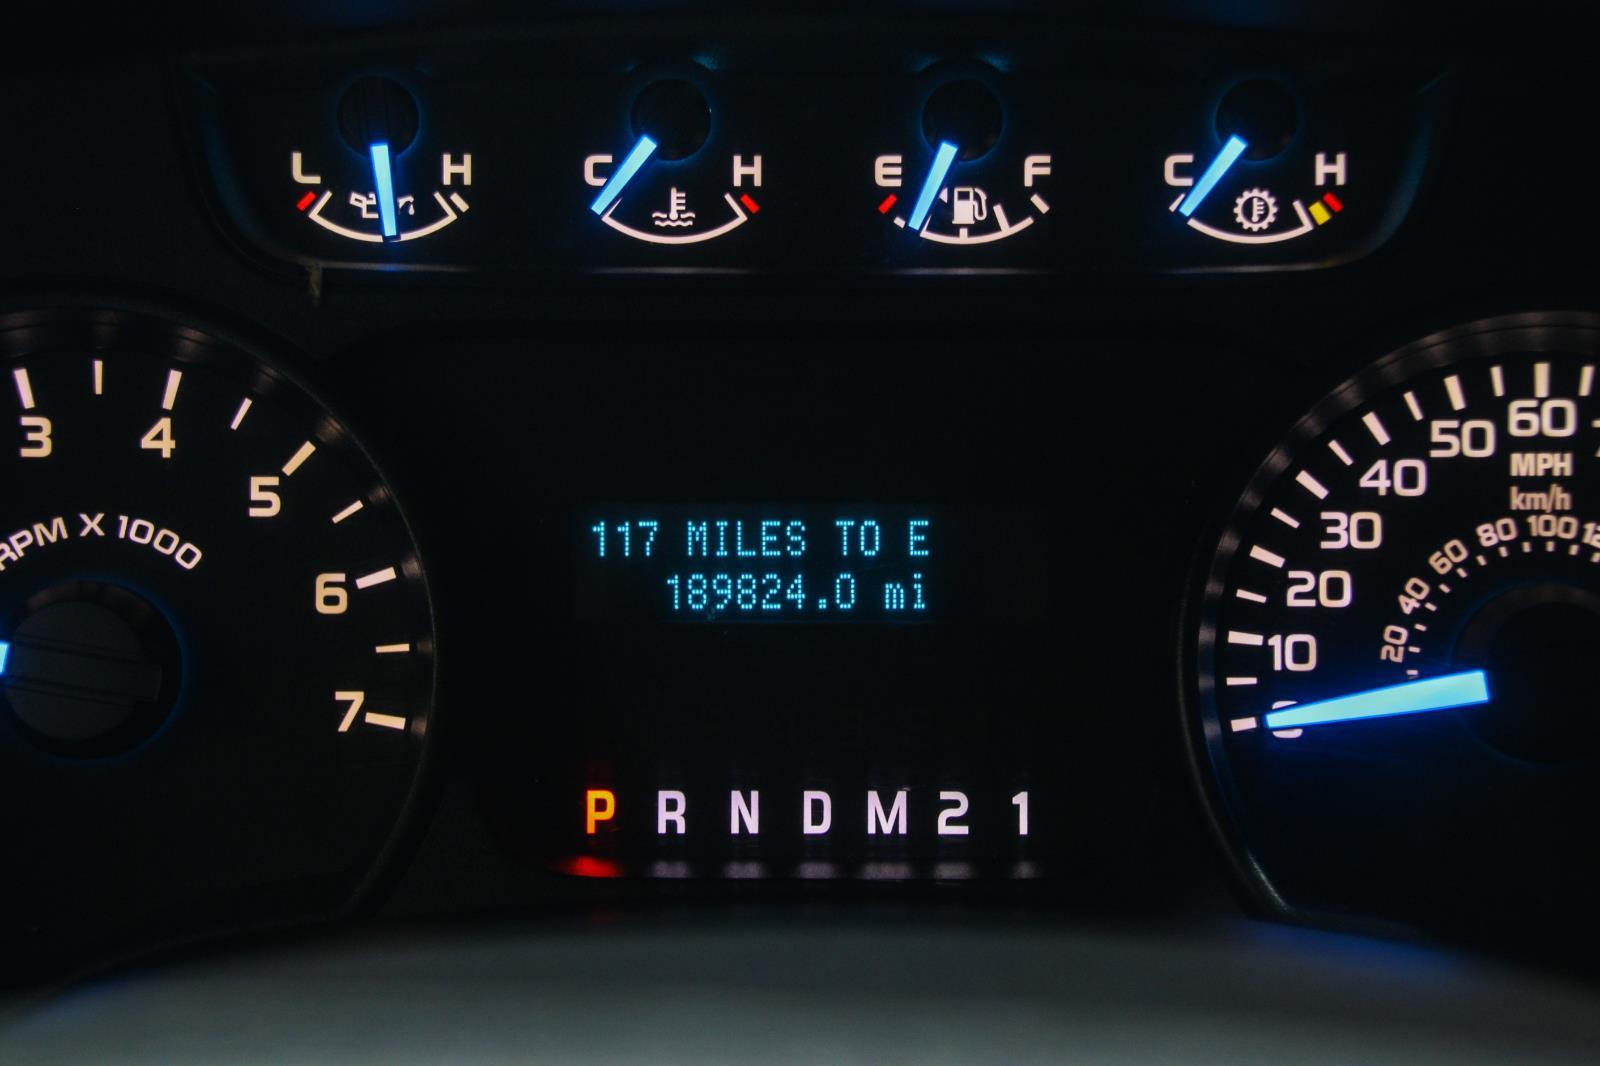 L H
C H
E F
C H
3 4 5 6 7
RPM X 1000
117 MILES TO E
189824.0 mi
P R N D M 2 1
0 10 20 30 40 50 60
MPH
km/h
20 40 60 80 100